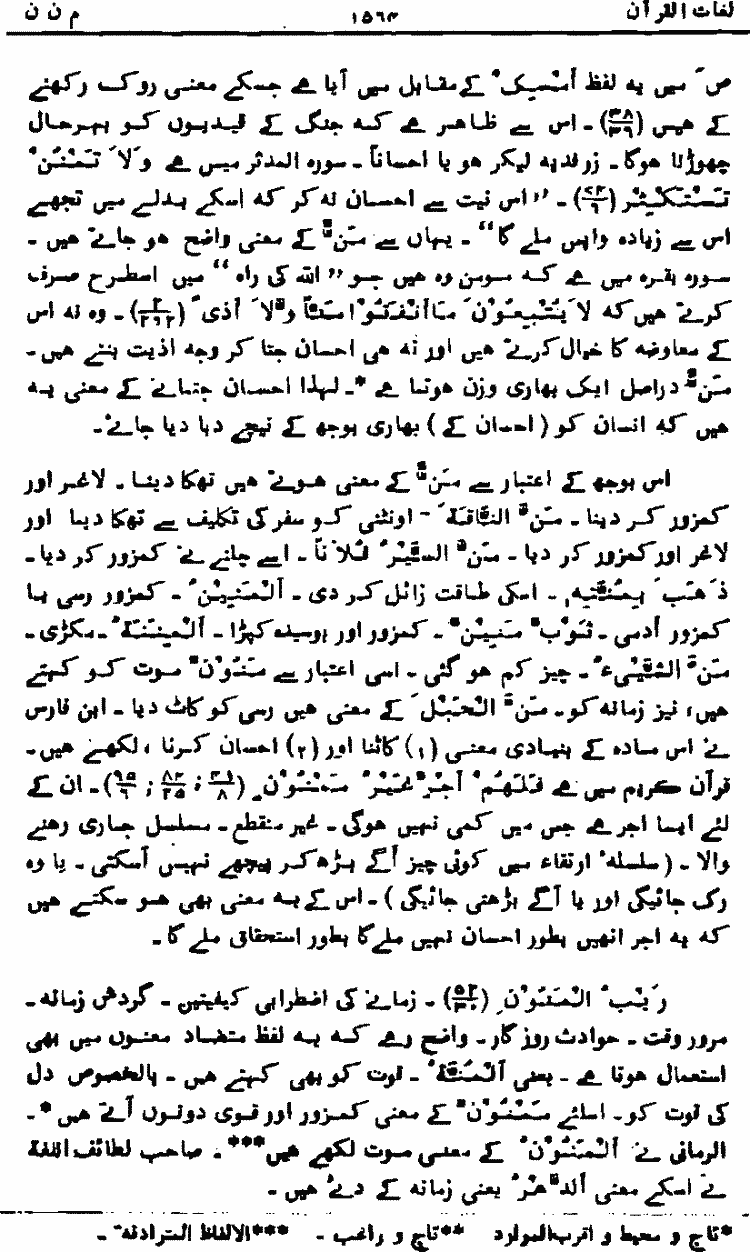 لغات القرآن ۱۵۶۳ م ن ن
ص ٓ میں یہ لفظ اَمْسِکْ کے مقابل میں آیا ہے جسکے معنی روک رکھنے
کے ہیں (۳۸/۳۹)۔ اس سے ظاہر ہے کہ جنگ کے قیدیوں کو بہرحال
چھوڑنا ہوگا۔ زر فدیہ لیکر ہو یا احساناً۔ سورہ المدثر میں ہے وَلَا تَمْنُنْ
تَسْتَکْثِرُ (۷۴/۶)۔ ”اس نیت سے احسان نہ کر کہ اسکے بدلے میں تجھے
اس سے زیادہ واپس ملے گا“۔ یہاں سے مَنٌّ کے معنی واضح ہو جاتے ہیں۔
سورہ بقرہ میں ہے کہ مومن وہ ہیں جو ”اللہ کی راہ“ میں اسطرح صرف
کرتے ہیں کہ لَا یُتْبِعُوْنَ مَا اَنْفَقُوْا مَنًّا وَّلَا اَذًی (۲/۲۶۲)۔ وہ نہ اس
کے معاوضہ کا خیال کرتے ہیں اور نہ ہی احسان جتا کر وجہ اذیت بنتے ہیں۔
مَنٌّ دراصل ایک بھاری وزن ہوتا ہے *۔ لہذا احسان جتمانے کے معنی یہ
ہیں کہ انسان کو (احسان کے) بھاری بوجھ کے نیچے دبا دیا جائے۔
اس بوجھ کے اعتبار سے مَنٌّ کے معنی ہوتے ہیں تھکا دینا۔ لاغر اور
کمزور کر دینا۔ مَنَّ النَّاقَۃَ ۔ اونٹنی کو سفر کی تکلیف سے تھکا دیا اور
لاغر اور کمزور کر دیا۔ مَنَّ السَّیْرُ فُلَاناً۔ اسے چلنے نے کمزور کر دیا۔
ذَھَبَ بِمُنَّتِہٖ ۔ اسکی طاقت زائل کر دی۔ اَلْمَنِیْنُ ۔ کمزور رسی یا
کمزور آدمی۔ ثَوْبٌ مَنِیْنٌ ۔ کمزور اور بوسیدہ کپڑا۔ اَلْمِنَنَۃُ ۔ مکڑی۔
مَنَّ الشَّیْیءُ ۔ چیز کم ہو گئی۔ اسی اعتبار سے مَنُوْنٌ موت کو کہتے
ہیں، نیز زمانہ کو۔ مَنَّ الْحَبْلَ کے معنی ہیں رسی کو کاٹ دیا۔ ابن فارس
نے اس مادہ کے بنیادی معنی (۱) کاٹنا اور (۲) احسان کرنا ، لکھے ہیں۔
قرآن کریم میں ہے فَلَھُمْ اَجْرٌ غَیْرُ مَمْنُوْنٍ (۴۱/۸ ; ۸۴/۲۵ ; ۹۵/۶)۔ ان کے
لئے ایسا اجر ہے جس میں کمی نہیں ہوگی۔ غیر منقطع۔ مسلسل جاری رہنے
والا۔ (سلسلہ ارتقاء میں کوئی چیز آگے بڑھ کر پیچھے نہیں آسکتی۔ یا وہ
رک جائیگی اور یا آگے بڑھتی جائیگی)۔ اس کے یہ معنی بھی ہو سکتے ہیں
کہ یہ اجر انھیں بطور احسان نہیں ملے گا بطور استحقاق ملے گا۔
رَیْبَ الْمَنُوْنِ (۵۲/۳۰)۔ زمانے کی اضطرابی کیفیتیں۔ گردش زمانہ۔
مرور وقت۔ حوادث روز گار۔ واضح رہے کہ یہ لفظ متضاد معنوں میں بھی
استعمال ہوتا ہے۔ یعنی اَلْمُنَّۃُ ۔ قوت کو بھی کہتے ہیں۔ بالخصوص دل
کی قوت کو۔ اسلئے مَمْنُوْنٌ کے معنی کمزور اور قوی دونوں آتے ہیں *۔
الرمانی نے اَلْمَنُوْنُ کے معنی موت لکھے ہیں***۔ صاحب لطائف اللغۃ
نے اسکے معنی اَلدَّھْرُ یعنی زمانہ کے دئے ہیں۔
*تاج و محیط و اقرب الموارد **تاج و راغب ۔ ***الالفاظ المترادفۃ ۔